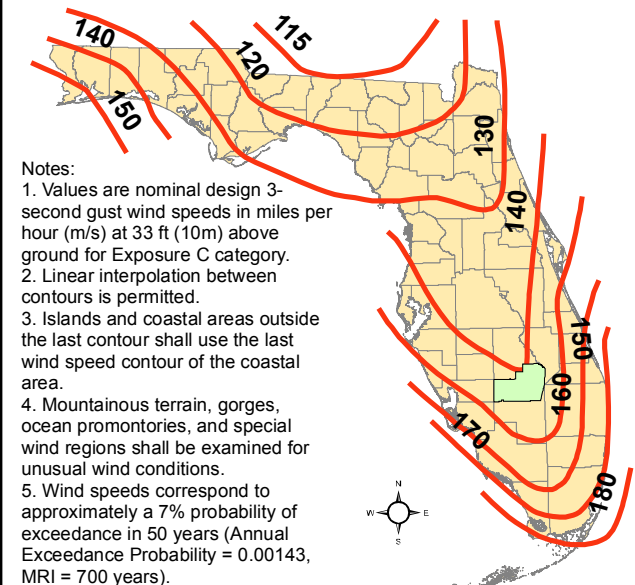 115
140
120
150
130
140
Notes:
1. Values are nominal design 3-
second gust wind speeds in miles per
hour (m/s) at 33 ft (10m) above
ground for Exposure C category.
2. Linear interpolation between
contours is permitted.
3. Islands and coastal areas outside
the last contour shall use the last
wind speed contour of the coastal
area.
4. Mountainous terrain, gorges,
ocean promontories, and special
wind regions shall be examined for
unusual wind conditions.
5. Wind speeds correspond to
approximately a 7% probability of
exceedance in 50 years (Annual
Exceedance Probability = 0.00143,
MRI = 700 years).
150
160
170
180
N
W E
S